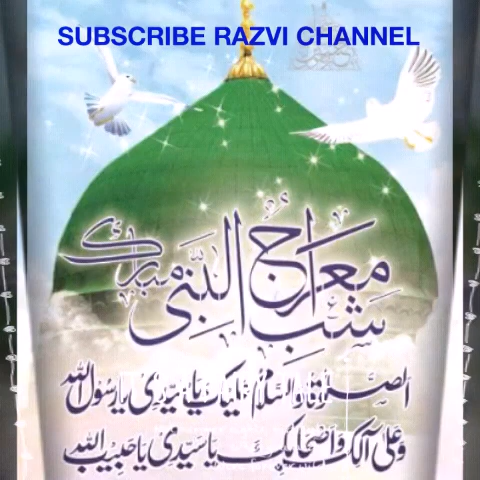 SUBSCRIBE RAZVI CHANNEL
شب معراج النبی مبارک
الصلوٰۃ والسلام علیک یا سیدی یا رسول اللہ
وعلیٰ آلک واصحابک یا سیدی یا حبیب اللہ